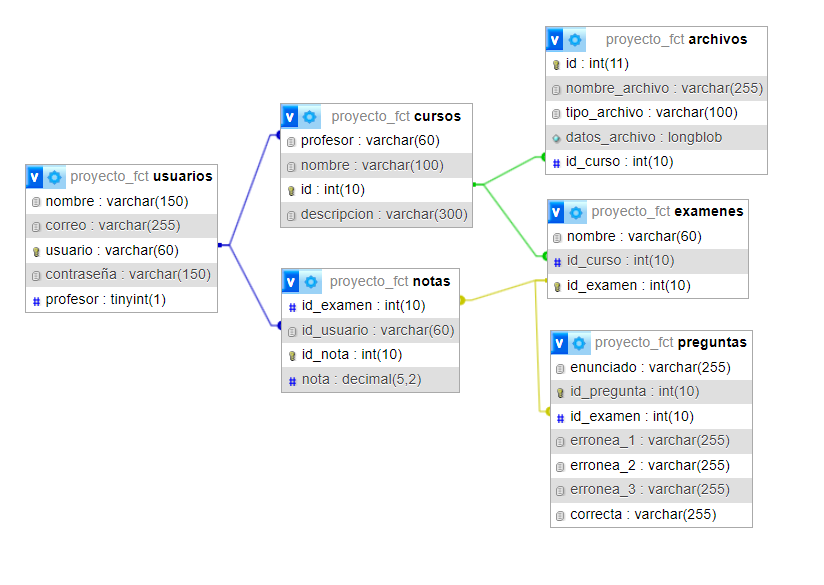 proyecto_fct usuarios
nombre : varchar(150)
correo : varchar(255)
usuario : varchar(60)
contraseña : varchar(150)
profesor : tinyint(1)
proyecto_fct cursos
profesor : varchar(60)
nombre : varchar(100)
id : int(10)
descripcion : varchar(300)
proyecto_fct notas
id_examen : int(10)
id_usuario : varchar(60)
id_nota : int(10)
nota : decimal(5,2)
proyecto_fct archivos
id : int(11)
nombre_archivo : varchar(255)
tipo_archivo : varchar(100)
datos_archivo : longblob
id_curso : int(10)
proyecto_fct examenes
nombre : varchar(60)
id_curso : int(10)
id_examen : int(10)
proyecto_fct preguntas
enunciado : varchar(255)
id_pregunta : int(10)
id_examen : int(10)
erronea_1 : varchar(255)
erronea_2 : varchar(255)
erronea_3 : varchar(255)
correcta : varchar(255)